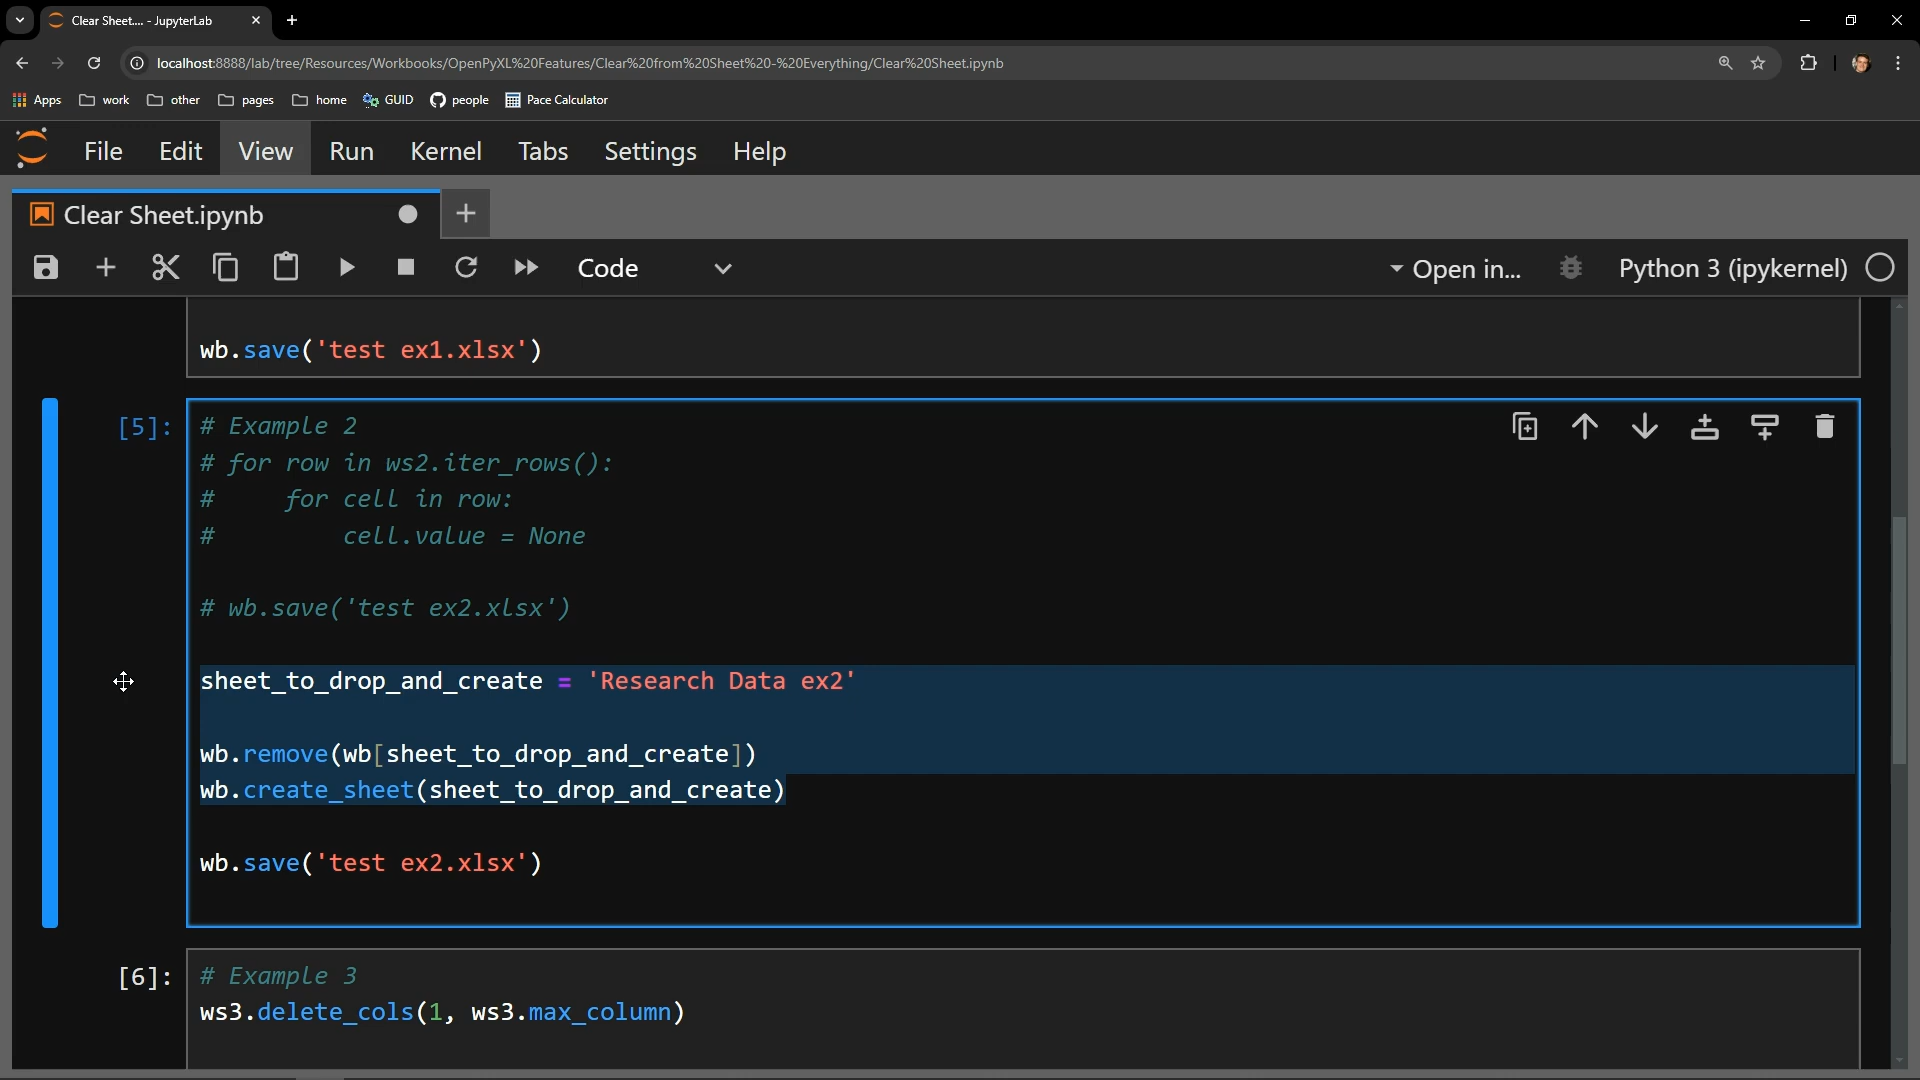 Clear Sheet.... - JupyterLab
localhost:8888/lab/tree/Resources/Workbooks/OpenPyXL%20Features/Clear%20from%20Sheet%20-%20Everything/Clear%20Sheet.ipynb
Apps work other pages home GUID people Pace Calculator
File Edit View Run Kernel Tabs Settings Help
Clear Sheet.ipynb
Code Open in... Python 3 (ipykernel)
wb.save('test ex1.xlsx')
[5]: # Example 2
# for row in ws2.iter_rows():
#     for cell in row:
#         cell.value = None
# wb.save('test ex2.xlsx')
sheet_to_drop_and_create = 'Research Data ex2'
wb.remove(wb[sheet_to_drop_and_create])
wb.create_sheet(sheet_to_drop_and_create)
wb.save('test ex2.xlsx')
[6]: # Example 3
ws3.delete_cols(1, ws3.max_column)